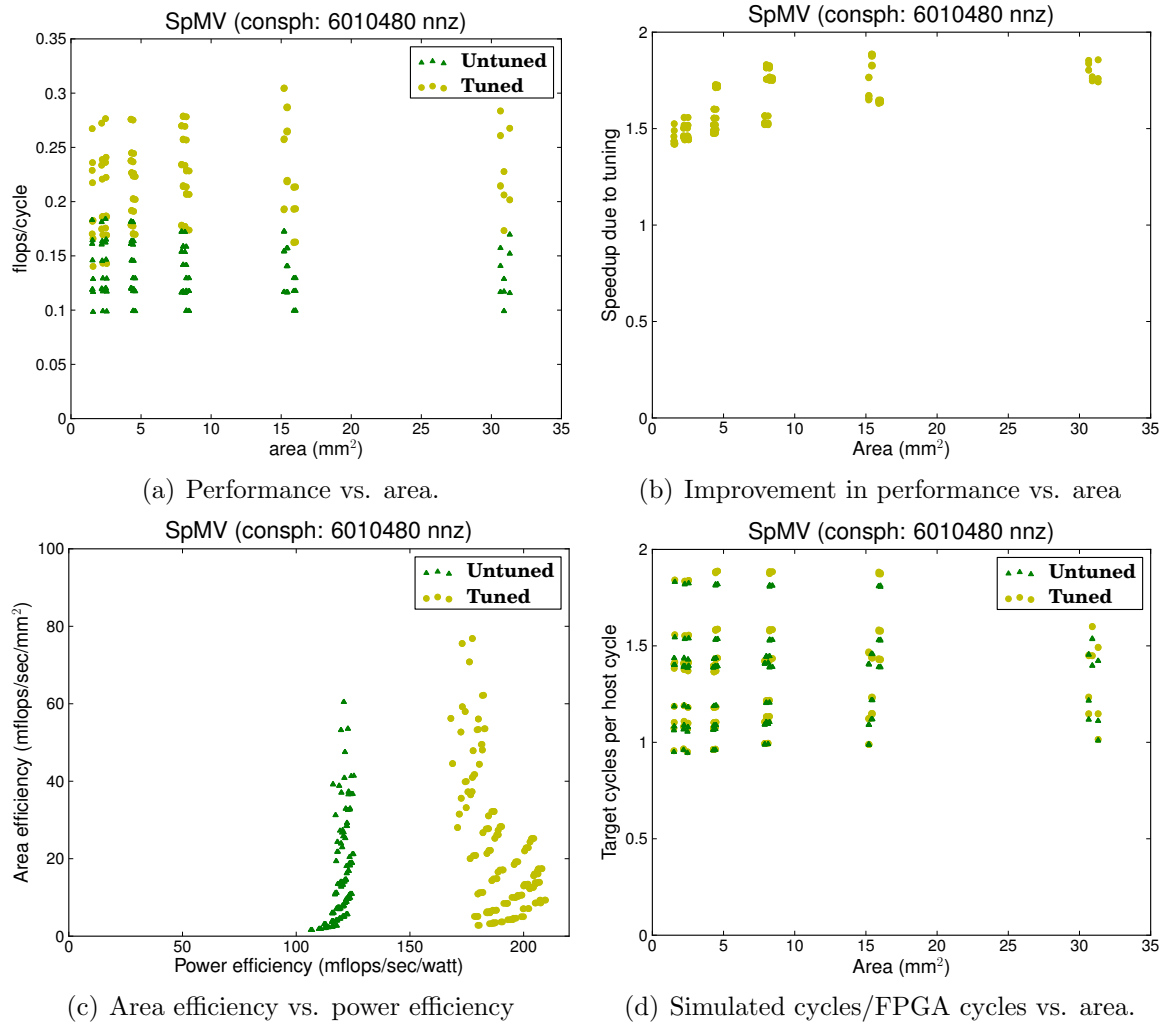 SpMV (consph: 6010480 nnz)
0.35
0.3
0.25
0.2
0.15
0.1
0.05
0
flops/cycle
Untuned
Tuned
0 5 10 15 20 25 30 35
area (mm²)
(a) Performance vs. area.
SpMV (consph: 6010480 nnz)
2
1.5
1
0.5
0
Speedup due to tuning
0 5 10 15 20 25 30 35
Area (mm²)
(b) Improvement in performance vs. area
SpMV (consph: 6010480 nnz)
100
80
60
40
20
0
Area efficiency (mflops/sec/mm²)
Untuned
Tuned
0 50 100 150 200
Power efficiency (mflops/sec/watt)
(c) Area efficiency vs. power efficiency
SpMV (consph: 6010480 nnz)
2
1.5
1
0.5
0
Target cycles per host cycle
Untuned
Tuned
0 5 10 15 20 25 30 35
Area (mm²)
(d) Simulated cycles/FPGA cycles vs. area.